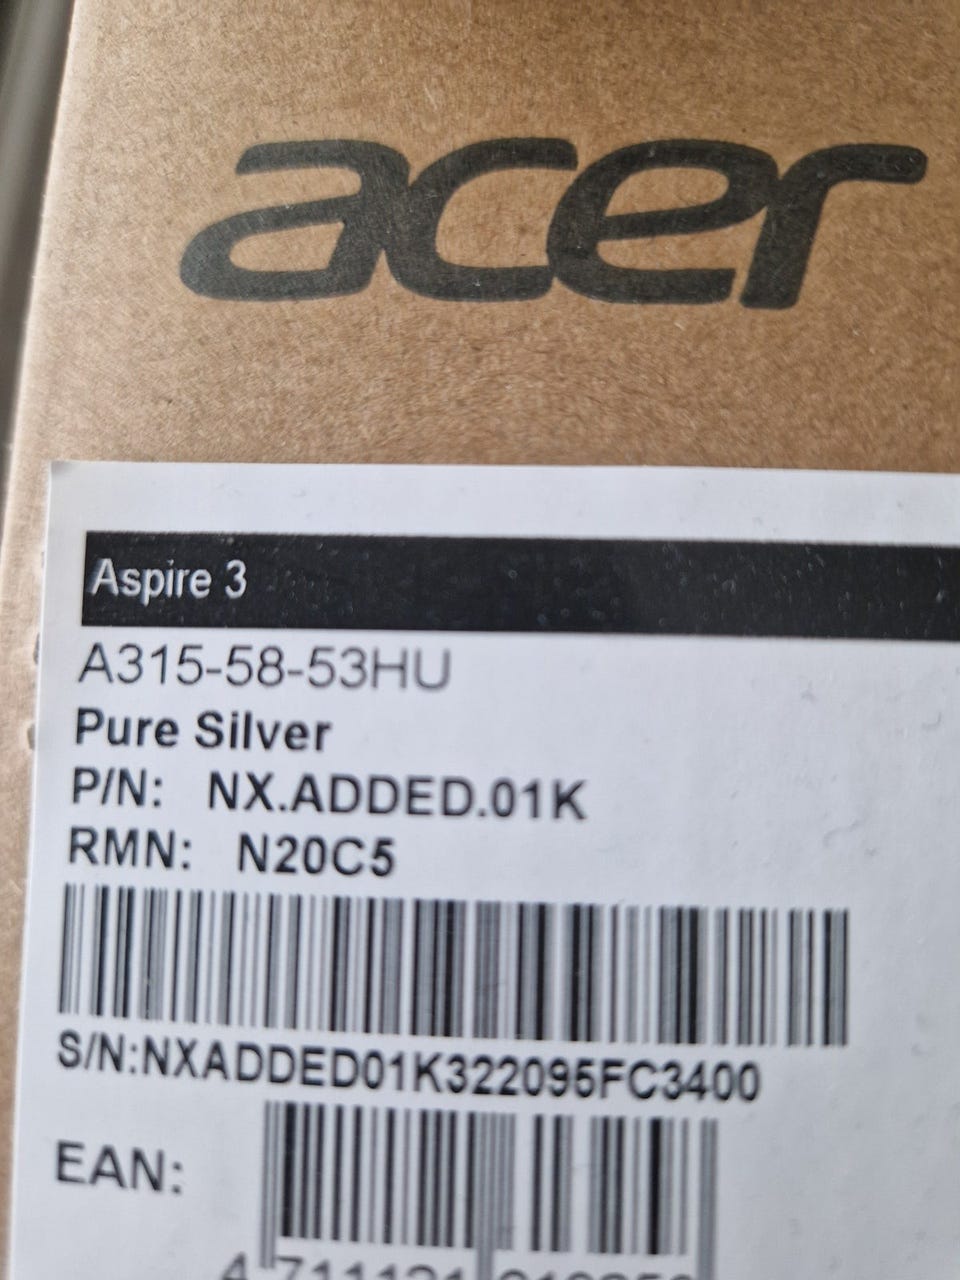 acer
Aspire 3
A315-58-53HU
Pure Silver
P/N: NX.ADDED.01K
RMN: N20C5
S/N:NXADDED01K322095FC3400
EAN: